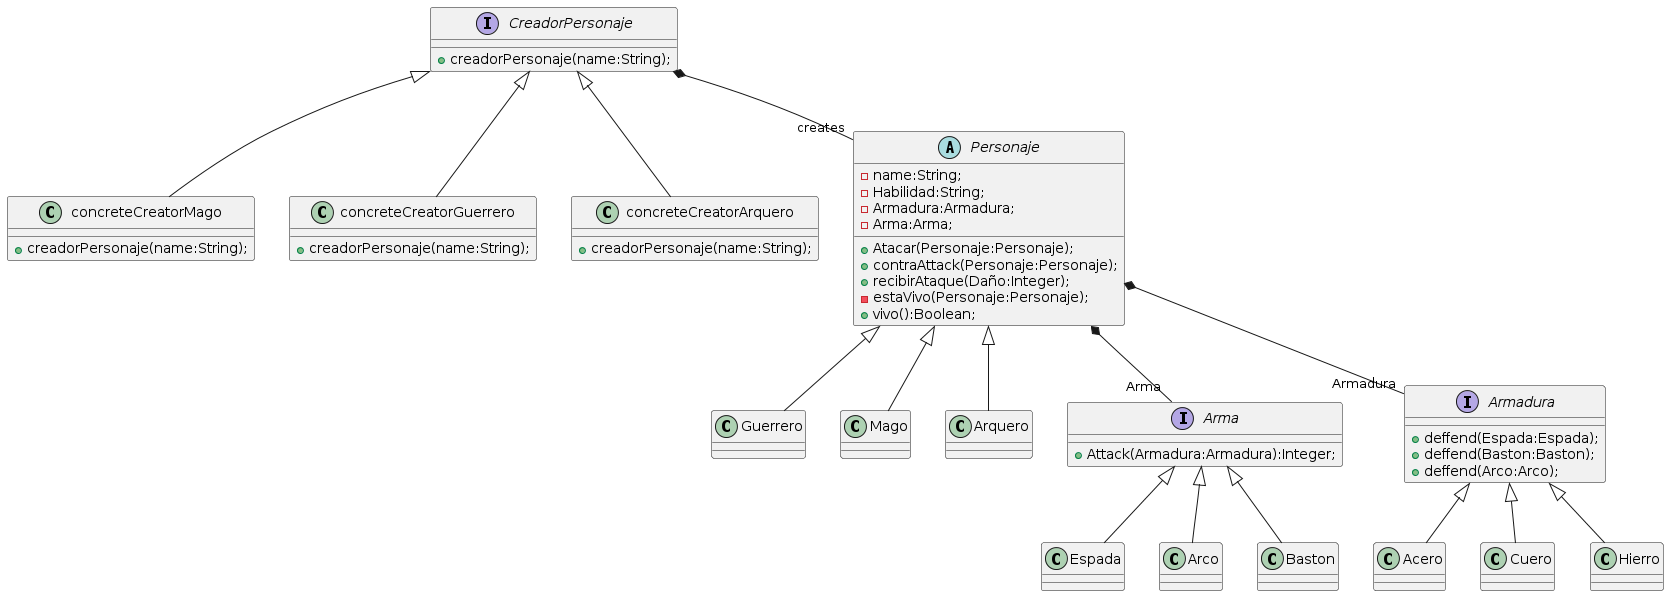 I CreadorPersonaje
creadorPersonaje(name:String);
creates
C concreteCreatorMago
creadorPersonaje(name:String);
C concreteCreatorGuerrero
creadorPersonaje(name:String);
C concreteCreatorArquero
creadorPersonaje(name:String);
A Personaje
name:String;
Habilidad:String;
Armadura:Armadura;
Arma:Arma;
Atacar(Personaje:Personaje);
contraAttack(Personaje:Personaje);
recibirAtaque(Daño:Integer);
estaVivo(Personaje:Personaje);
vivo():Boolean;
C Guerrero
C Mago
C Arquero
Arma
I Arma
Attack(Armadura:Armadura):Integer;
Armadura
I Armadura
deffend(Espada:Espada);
deffend(Baston:Baston);
deffend(Arco:Arco);
C Espada
C Arco
C Baston
C Acero
C Cuero
C Hierro